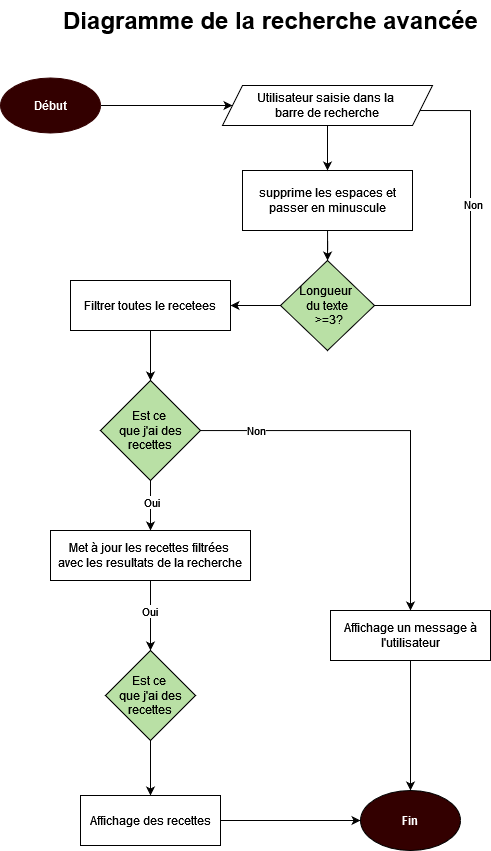 Diagramme de la recherche avancée
Début
Utilisateur saisie dans la
barre de recherche
Non
supprime les espaces et
passer en minuscule
Longueur
du texte
>=3?
Filtrer toutes le recetees
Est ce
que j'ai des
recettes
Non
Oui
Met à jour les recettes filtrées
avec les resultats de la recherche
Oui
Affichage un message à
l'utilisateur
Est ce
que j'ai des
recettes
Affichage des recettes
Fin